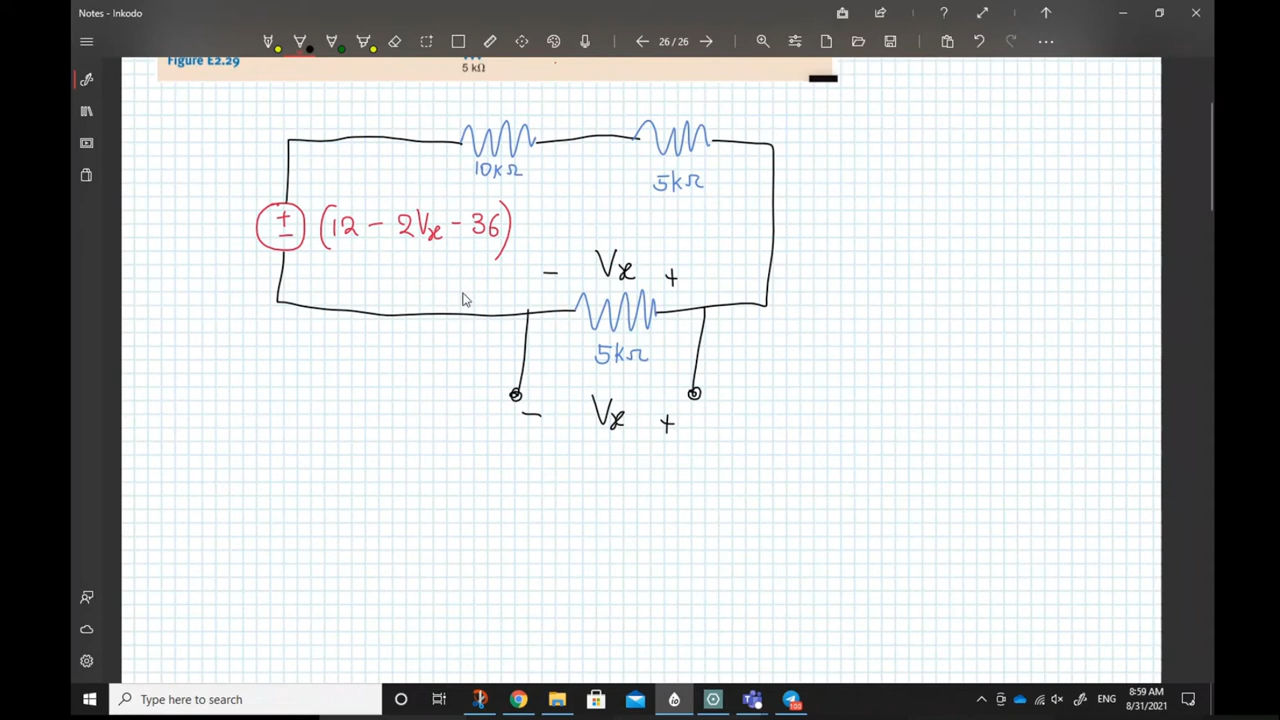 Notes - Inkodo
26 / 26
Figure E2.29
5 kΩ
10kΩ
5kΩ
+
−
(12 − 2Vx − 36)
− Vx +
5kΩ
− Vx +
Type here to search
100
ENG
8:59 AM
8/31/2021